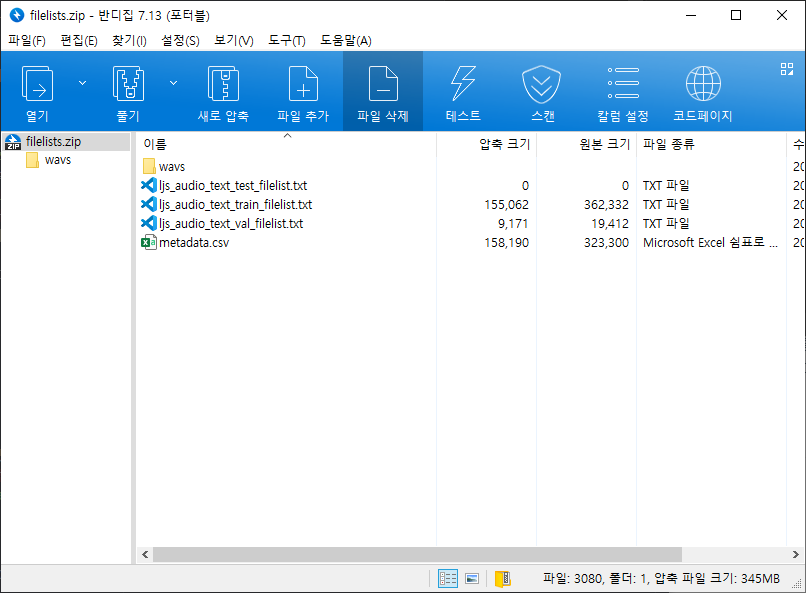 filelists.zip - 반디집 7.13 (포터블)
파일(F) 편집(E) 찾기(I) 설정(S) 보기(V) 도구(T) 도움말(A)
열기 풀기 새로 압축 파일 추가 파일 삭제 테스트 스캔 칼럼 설정 코드페이지
ZIP filelists.zip
wavs
이름 압축 크기 원본 크기 파일 종류 수
wavs 20
ljs_audio_text_test_filelist.txt 0 0 TXT 파일 20
ljs_audio_text_train_filelist.txt 155,062 362,332 TXT 파일 20
ljs_audio_text_val_filelist.txt 9,171 19,412 TXT 파일 20
metadata.csv 158,190 323,300 Microsoft Excel 쉼표로 ... 20
파일: 3080, 폴더: 1, 압축 파일 크기: 345MB